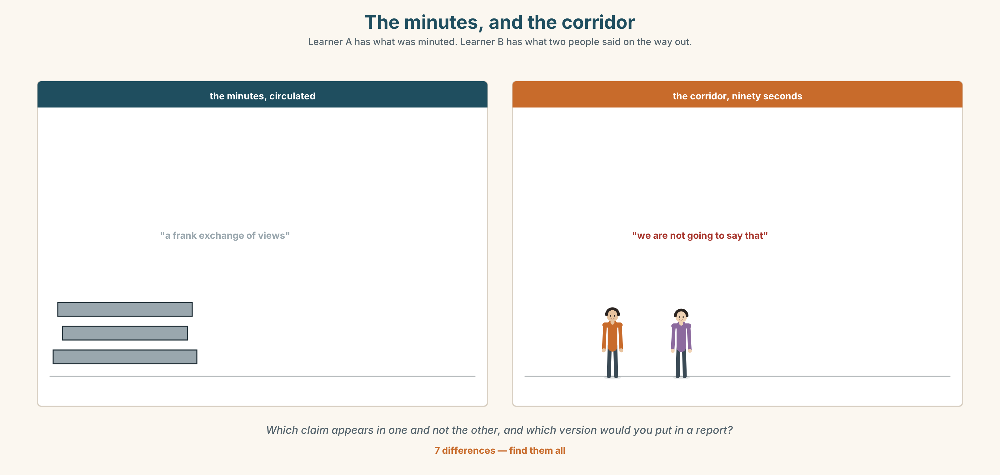 The minutes, and the corridor
Learner A has what was minuted. Learner B has what two people said on the way out.
the minutes, circulated
"a frank exchange of views"
the corridor, ninety seconds
"we are not going to say that"
Which claim appears in one and not the other, and which version would you put in a report?
7 differences — find them all